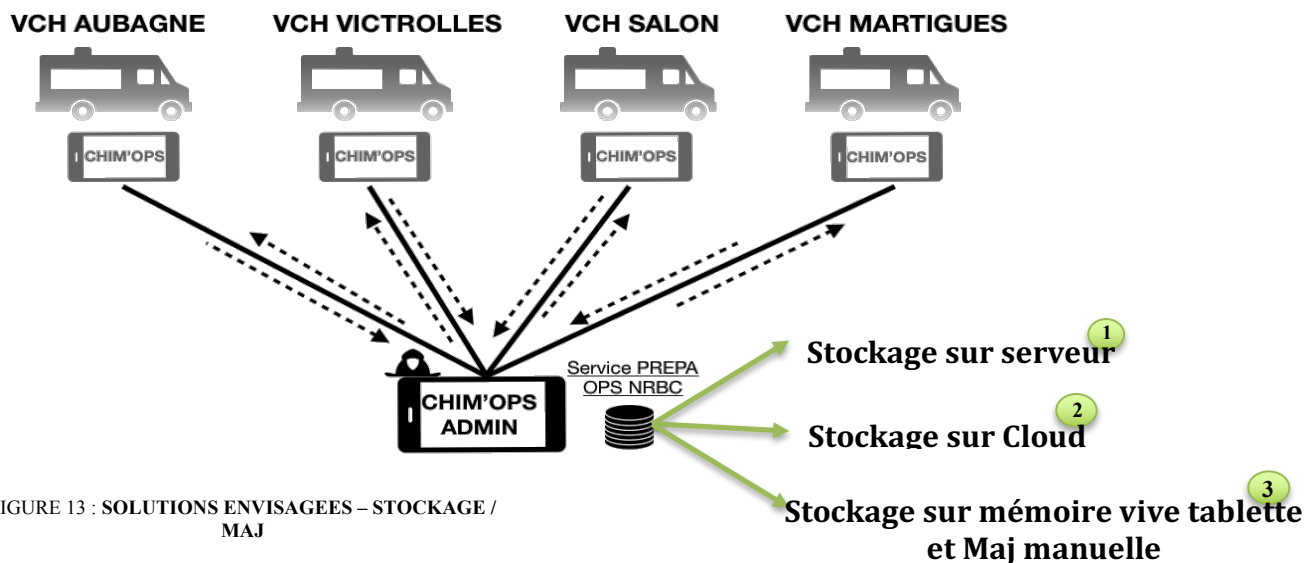 VCH AUBAGNE
VCH VICTROLLES
VCH SALON
VCH MARTIGUES
CHIM'OPS
CHIM'OPS
CHIM'OPS
CHIM'OPS
CHIM'OPS
ADMIN
Service PREPA
OPS NRBC
1
Stockage sur serveur
2
Stockage sur Cloud
3
Stockage sur mémoire vive tablette
et Maj manuelle
IGURE 13 : SOLUTIONS ENVISAGEES – STOCKAGE /
MAJ